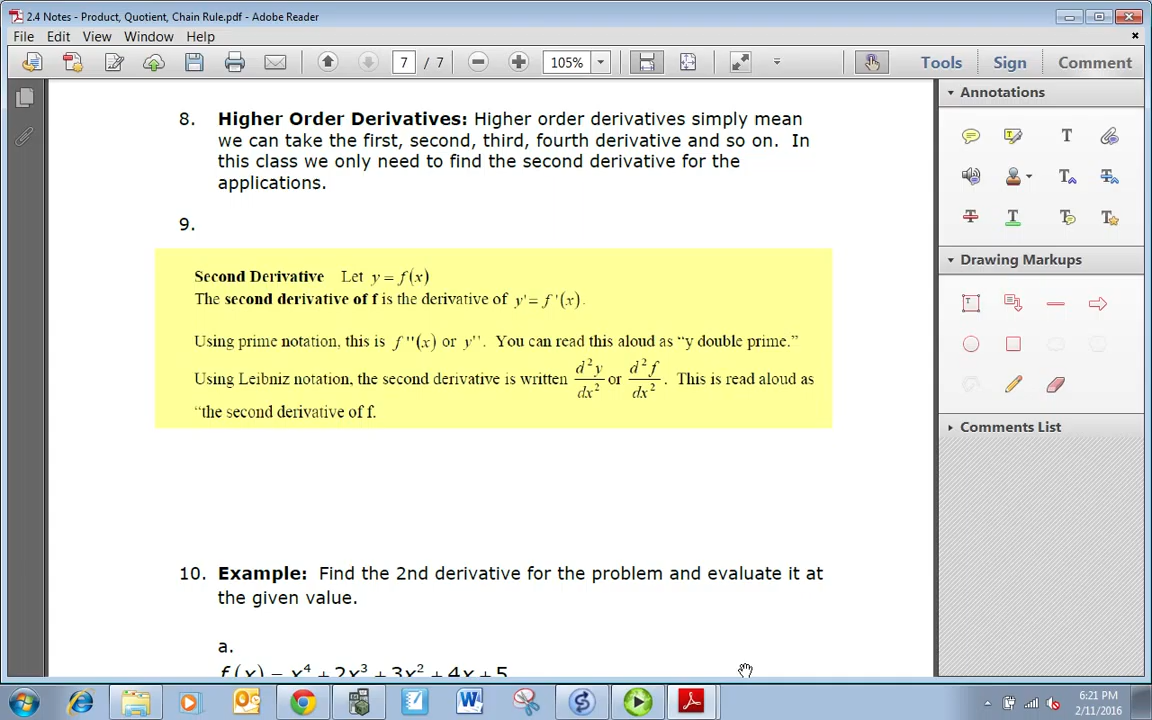 2.4 Notes - Product, Quotient, Chain Rule.pdf - Adobe Reader
File Edit View Window Help
7 / 7 105% Tools Sign Comment
Annotations
Drawing Markups
Comments List
8. Higher Order Derivatives: Higher order derivatives simply mean
we can take the first, second, third, fourth derivative and so on. In
this class we only need to find the second derivative for the
applications.
9.
Second Derivative Let y = f(x)
The second derivative of f is the derivative of y' = f '(x).
Using prime notation, this is f ''(x) or y''. You can read this aloud as “y double prime.”
Using Leibniz notation, the second derivative is written d²y/dx² or d²f/dx². This is read aloud as
“the second derivative of f.
10. Example: Find the 2nd derivative for the problem and evaluate it at
the given value.
a.
f(x) = x⁴ + 2x³ + 3x² + 4x + 5
6:21 PM
2/11/2016